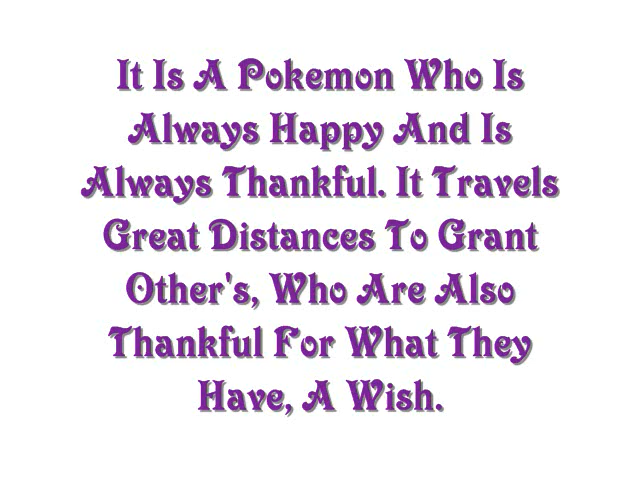 It Is A Pokemon Who Is
Always Happy And Is
Always Thankful. It Travels
Great Distances To Grant
Other's, Who Are Also
Thankful For What They
Have, A Wish.